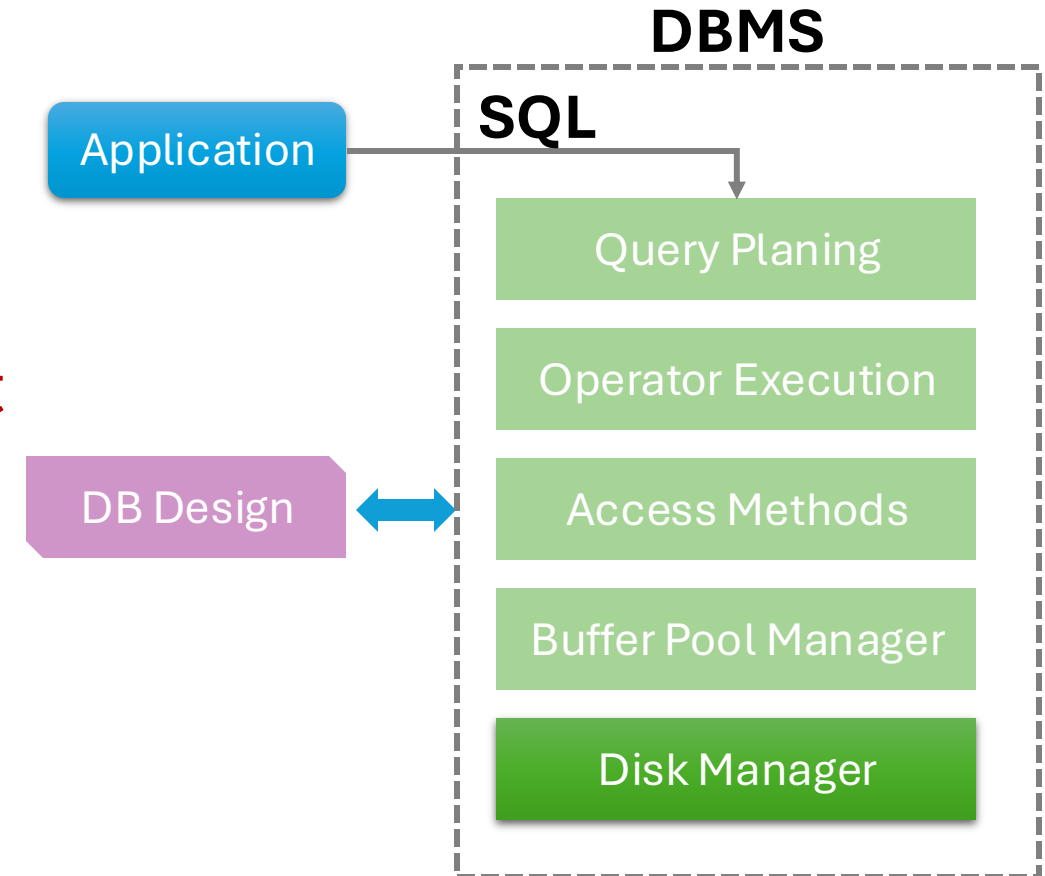 DBMS
SQL
Application
Query Planing
Operator Execution
DB Design
Access Methods
Buffer Pool Manager
Disk Manager